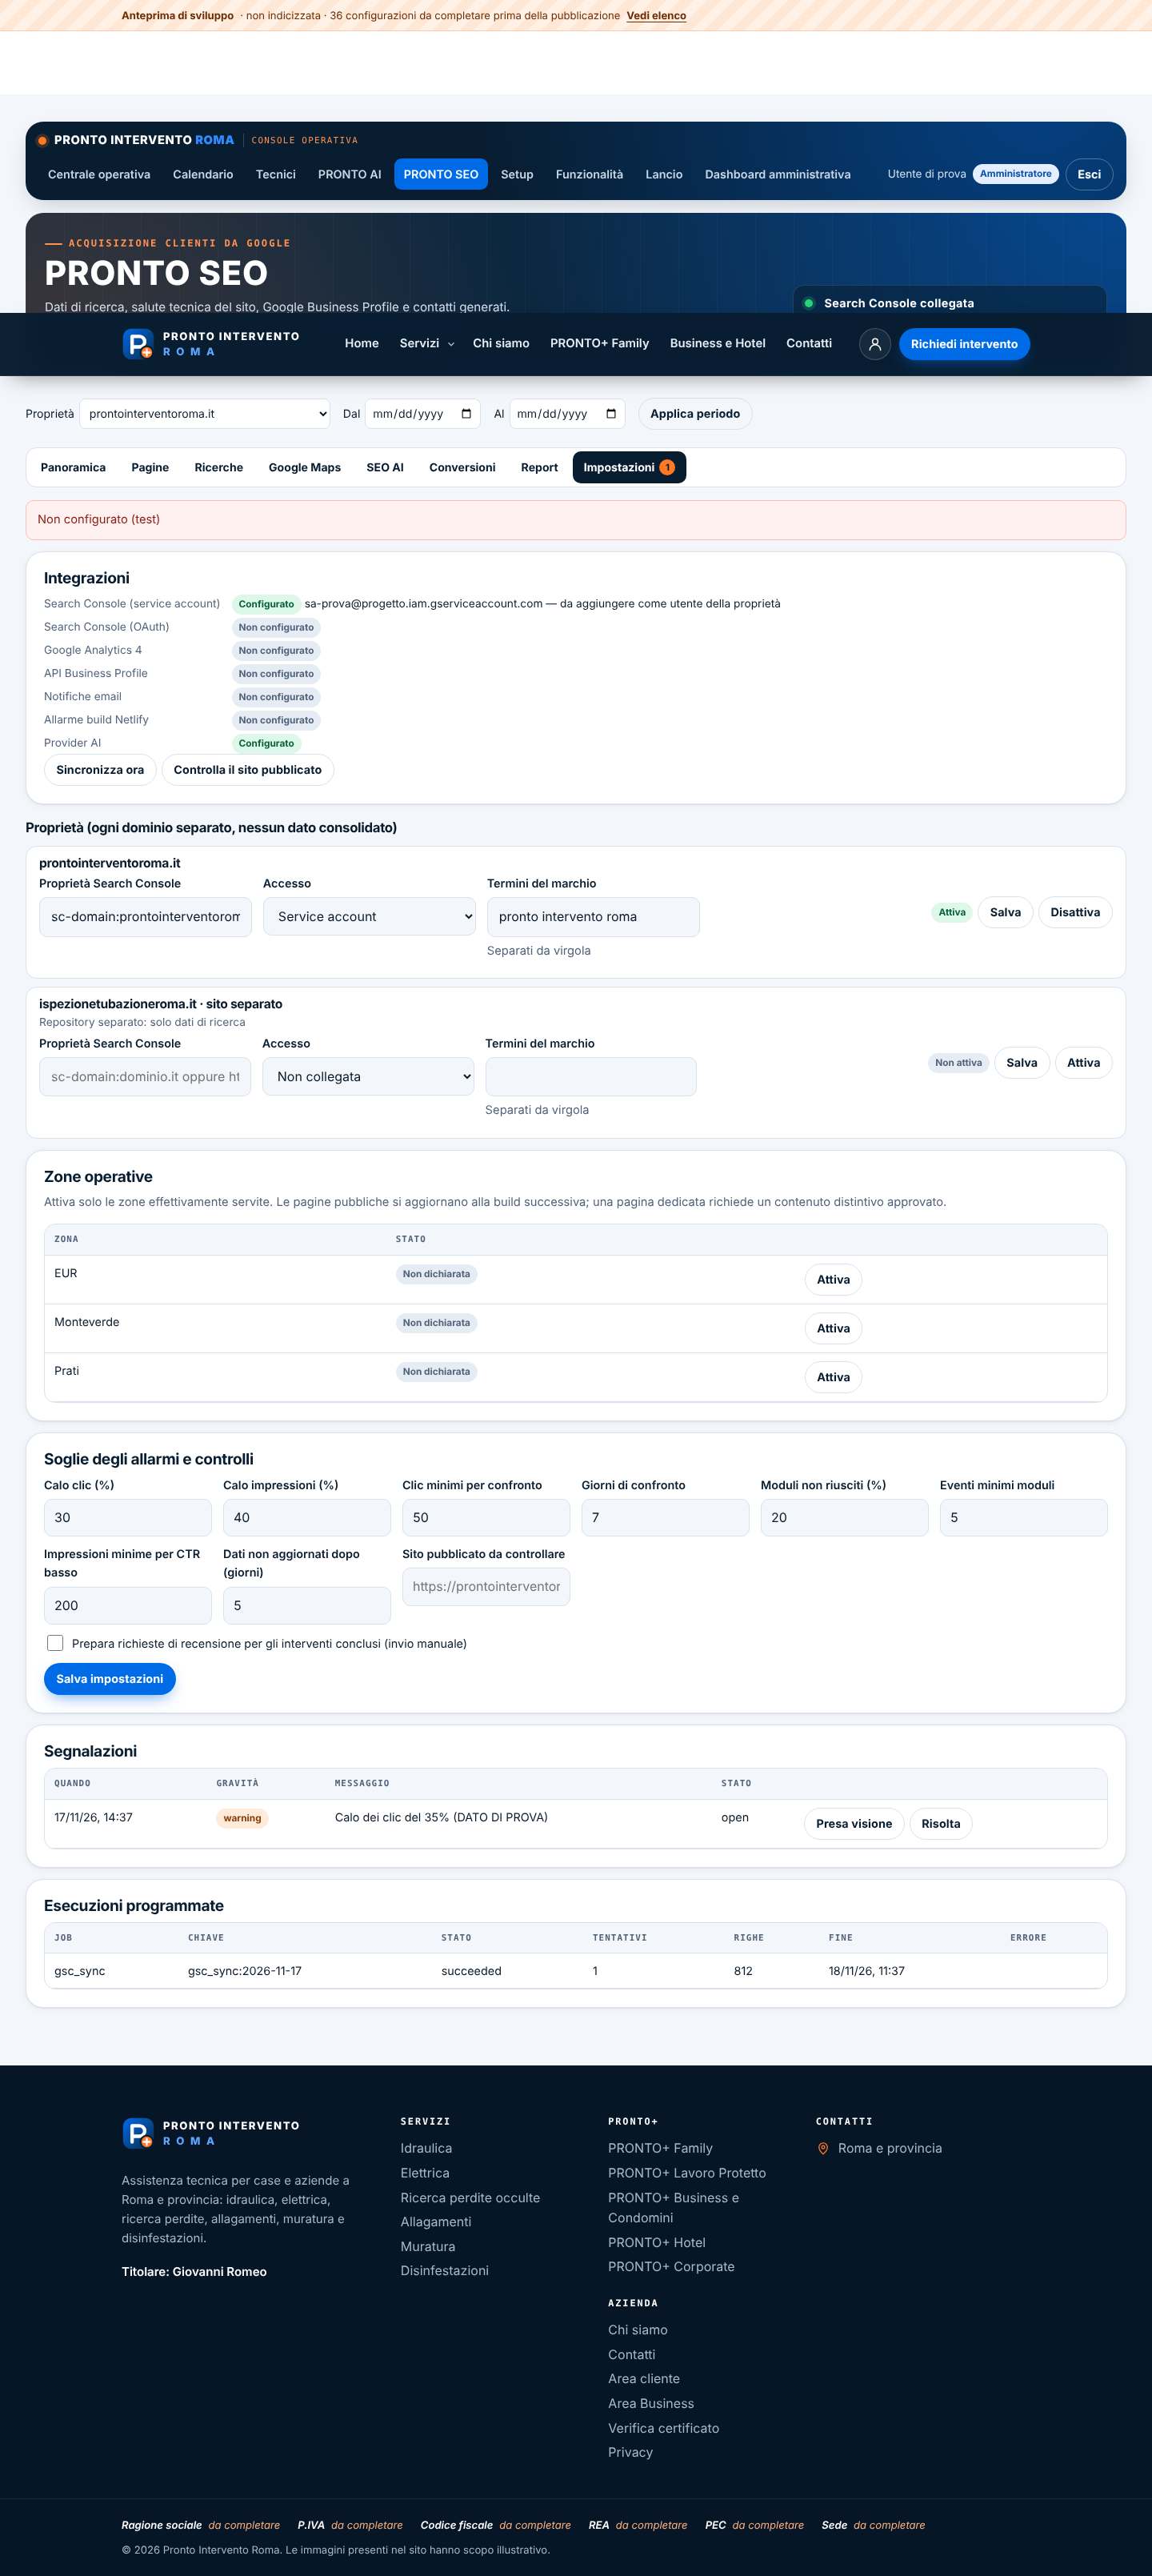 Anteprima di sviluppo · non indicizzata · 36 configurazioni da completare prima della pubblicazione Vedi elenco
PRONTO INTERVENTO ROMA CONSOLE OPERATIVA
Centrale operativa Calendario Tecnici PRONTO AI PRONTO SEO Setup Funzionalità Lancio Dashboard amministrativa Utente di prova Amministratore Esci
ACQUISIZIONE CLIENTI DA GOOGLE
PRONTO SEO
Dati di ricerca, salute tecnica del sito, Google Business Profile e contatti generati.
Search Console collegata
PRONTO INTERVENTO
ROMA
Home Servizi Chi siamo PRONTO+ Family Business e Hotel Contatti Richiedi intervento
Proprietà prontointerventoroma.it Dal mm/dd/yyyy Al mm/dd/yyyy Applica periodo
Panoramica Pagine Ricerche Google Maps SEO AI Conversioni Report Impostazioni 1
Non configurato (test)
Integrazioni
Search Console (service account) Configurato sa-prova@progetto.iam.gserviceaccount.com — da aggiungere come utente della proprietà
Search Console (OAuth) Non configurato
Google Analytics 4 Non configurato
API Business Profile Non configurato
Notifiche email Non configurato
Allarme build Netlify Non configurato
Provider AI Configurato
Sincronizza ora Controlla il sito pubblicato
Proprietà (ogni dominio separato, nessun dato consolidato)
prontointerventoroma.it
Proprietà Search Console Accesso Termini del marchio
sc-domain:prontointerventorom Service account pronto intervento roma Attiva Salva Disattiva
Separati da virgola
ispezionetubazioneroma.it · sito separato
Repository separato: solo dati di ricerca
Proprietà Search Console Accesso Termini del marchio
sc-domain:dominio.it oppure ht Non collegata Non attiva Salva Attiva
Separati da virgola
Zone operative
Attiva solo le zone effettivamente servite. Le pagine pubbliche si aggiornano alla build successiva; una pagina dedicata richiede un contenuto distintivo approvato.
ZONA STATO
EUR Non dichiarata Attiva
Monteverde Non dichiarata Attiva
Prati Non dichiarata Attiva
Soglie degli allarmi e controlli
Calo clic (%) Calo impressioni (%) Clic minimi per confronto Giorni di confronto Moduli non riusciti (%) Eventi minimi moduli
30 40 50 7 20 5
Impressioni minime per CTR basso Dati non aggiornati dopo (giorni) Sito pubblicato da controllare
200 5 https://prontointerventor
Prepara richieste di recensione per gli interventi conclusi (invio manuale)
Salva impostazioni
Segnalazioni
QUANDO GRAVITÀ MESSAGGIO STATO
17/11/26, 14:37 warning Calo dei clic del 35% (DATO DI PROVA) open Presa visione Risolta
Esecuzioni programmate
JOB CHIAVE STATO TENTATIVI RIGHE FINE ERRORE
gsc_sync gsc_sync:2026-11-17 succeeded 1 812 18/11/26, 11:37
PRONTO INTERVENTO
ROMA
Assistenza tecnica per case e aziende a
Roma e provincia: idraulica, elettrica,
ricerca perdite, allagamenti, muratura e
disinfestazioni.
Titolare: Giovanni Romeo
SERVIZI
Idraulica
Elettrica
Ricerca perdite occulte
Allagamenti
Muratura
Disinfestazioni
PRONTO+
PRONTO+ Family
PRONTO+ Lavoro Protetto
PRONTO+ Business e
Condomini
PRONTO+ Hotel
PRONTO+ Corporate
AZIENDA
Chi siamo
Contatti
Area cliente
Area Business
Verifica certificato
Privacy
CONTATTI
Roma e provincia
Ragione sociale da completare P.IVA da completare Codice fiscale da completare REA da completare PEC da completare Sede da completare
© 2026 Pronto Intervento Roma. Le immagini presenti nel sito hanno scopo illustrativo.